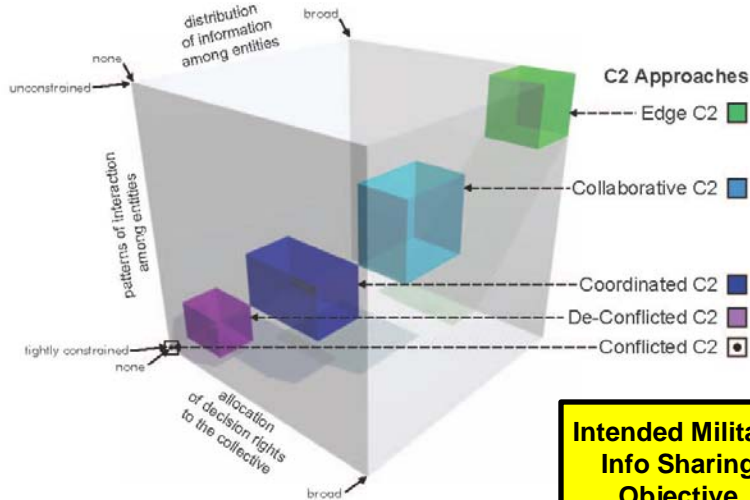 distribution
of information
among entities
broad
none
unconstrained
C2 Approaches
Edge C2
Collaborative C2
patterns of interaction
among entities
Coordinated C2
De-Conflicted C2
tightly constrained
Conflicted C2
none
allocation
of decision rights
to the collective
broad
Intended
Info Sharing
Objective